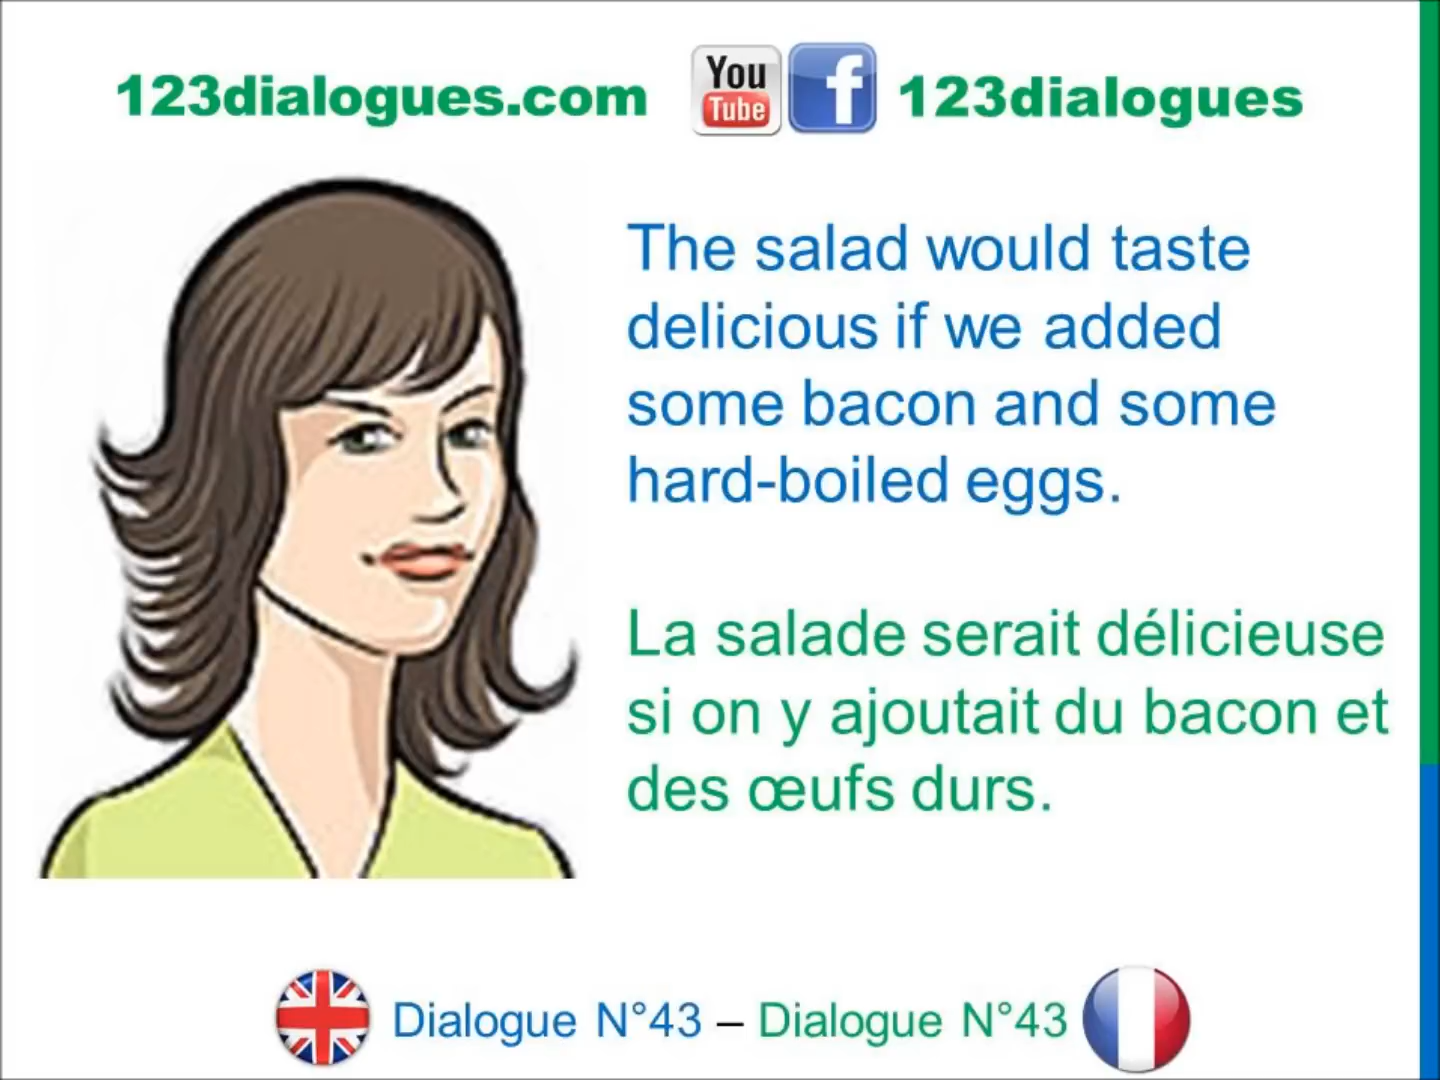 123dialogues.com
You
Tube
f
123dialogues
The salad would taste
delicious if we added
some bacon and some
hard-boiled eggs.
La salade serait délicieuse
si on y ajoutait du bacon et
des œufs durs.
Dialogue N°43 – Dialogue N°43